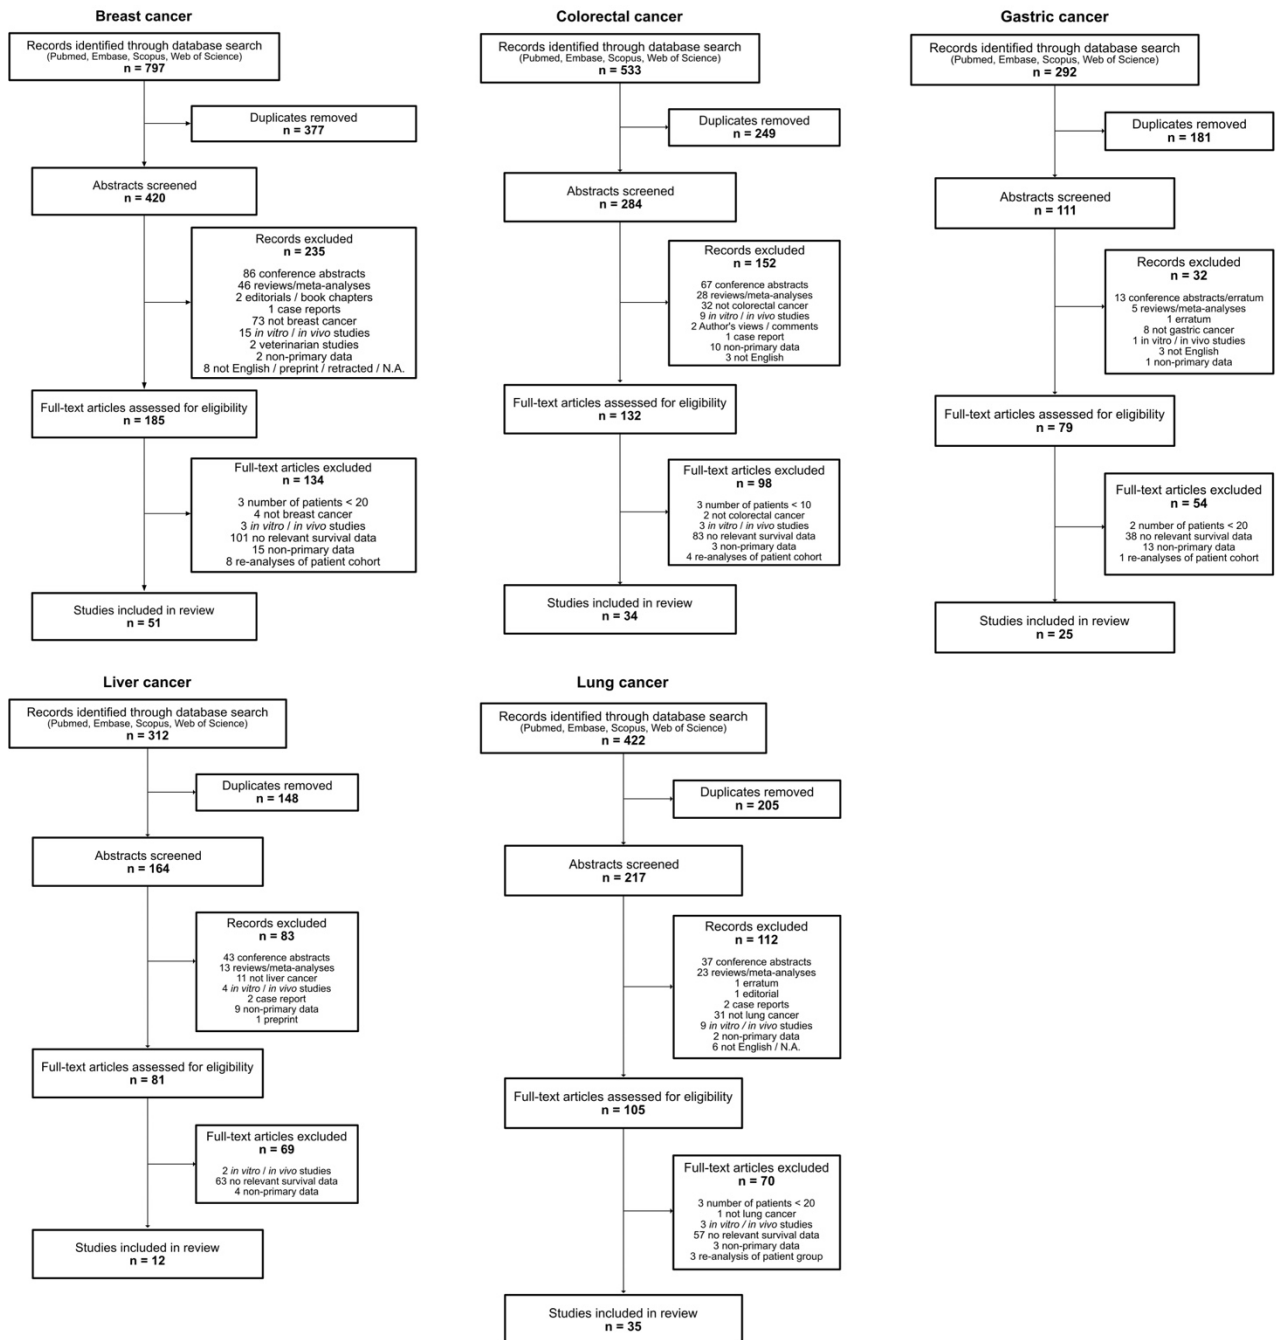 Breast cancer
Records identified through database search
(Pubmed, Embase, Scopus, Web of Science)
n = 797
Duplicates removed
n = 377
Abstracts screened
n = 420
Records excluded
n = 235
86 conference abstracts
46 reviews/meta-analyses
2 editorials / book chapters
1 case reports
73 not breast cancer
15 in vitro / in vivo studies
2 veterinarian studies
2 non-primary data
8 not English / preprint / retracted / N.A.
Full-text articles assessed for eligibility
n = 185
Full-text articles excluded
n = 134
3 number of patients < 20
4 not breast cancer
3 in vitro / in vivo studies
101 no relevant survival data
15 non-primary data
8 re-analyses of patient cohort
Studies included in review
n = 51
Colorectal cancer
Records identified through database search
(Pubmed, Embase, Scopus, Web of Science)
n = 533
Duplicates removed
n = 249
Abstracts screened
n = 284
Records excluded
n = 152
67 conference abstracts
28 reviews/meta-analyses
32 not colorectal cancer
9 in vitro / in vivo studies
2 Author's views / comments
1 case report
10 non-primary data
3 not English
Full-text articles assessed for eligibility
n = 132
Full-text articles excluded
n = 98
3 number of patients < 10
2 not colorectal cancer
3 in vitro / in vivo studies
83 no relevant survival data
3 non-primary data
4 re-analyses of patient cohort
Studies included in review
n = 34
Gastric cancer
Records identified through database search
(Pubmed, Embase, Scopus, Web of Science)
n = 292
Duplicates removed
n = 181
Abstracts screened
n = 111
Records excluded
n = 32
13 conference abstracts/erratum
5 reviews/meta-analyses
1 erratum
8 not gastric cancer
1 in vitro / in vivo studies
3 not English
1 non-primary data
Full-text articles assessed for eligibility
n = 79
Full-text articles excluded
n = 54
2 number of patients < 20
38 no relevant survival data
13 non-primary data
1 re-analyses of patient cohort
Studies included in review
n = 25
Liver cancer
Records identified through database search
(Pubmed, Embase, Scopus, Web of Science)
n = 312
Duplicates removed
n = 148
Abstracts screened
n = 164
Records excluded
n = 83
43 conference abstracts
13 reviews/meta-analyses
11 not liver cancer
4 in vitro / in vivo studies
2 case report
9 non-primary data
1 preprint
Full-text articles assessed for eligibility
n = 81
Full-text articles excluded
n = 69
2 in vitro / in vivo studies
63 no relevant survival data
4 non-primary data
Studies included in review
n = 12
Lung cancer
Records identified through database search
(Pubmed, Embase, Scopus, Web of Science)
n = 422
Duplicates removed
n = 205
Abstracts screened
n = 217
Records excluded
n = 112
37 conference abstracts
23 reviews/meta-analyses
1 erratum
1 editorial
2 case reports
31 not lung cancer
9 in vitro / in vivo studies
2 non-primary data
6 not English / N.A.
Full-text articles assessed for eligibility
n = 105
Full-text articles excluded
n = 70
3 number of patients < 20
1 not lung cancer
3 in vitro / in vivo studies
57 no relevant survival data
3 non-primary data
3 re-analysis of patient group
Studies included in review
n = 35